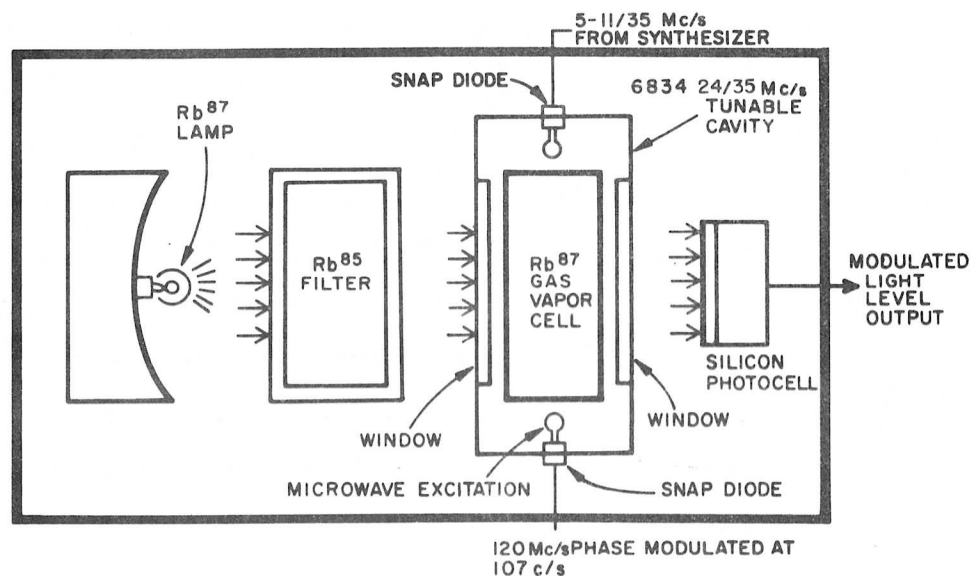 5-11/35 Mc/s
FROM SYNTHESIZER
SNAP DIODE
6834 24/35 Mc/s
TUNABLE
CAVITY
Rb87
LAMP
Rb85
FILTER
Rb87
GAS
VAPOR
CELL
MODULATED
LIGHT
LEVEL
OUTPUT
SILICON
PHOTOCELL
WINDOW
WINDOW
MICROWAVE EXCITATION
SNAP DIODE
120 Mc/s PHASE MODULATED AT
107 c/s